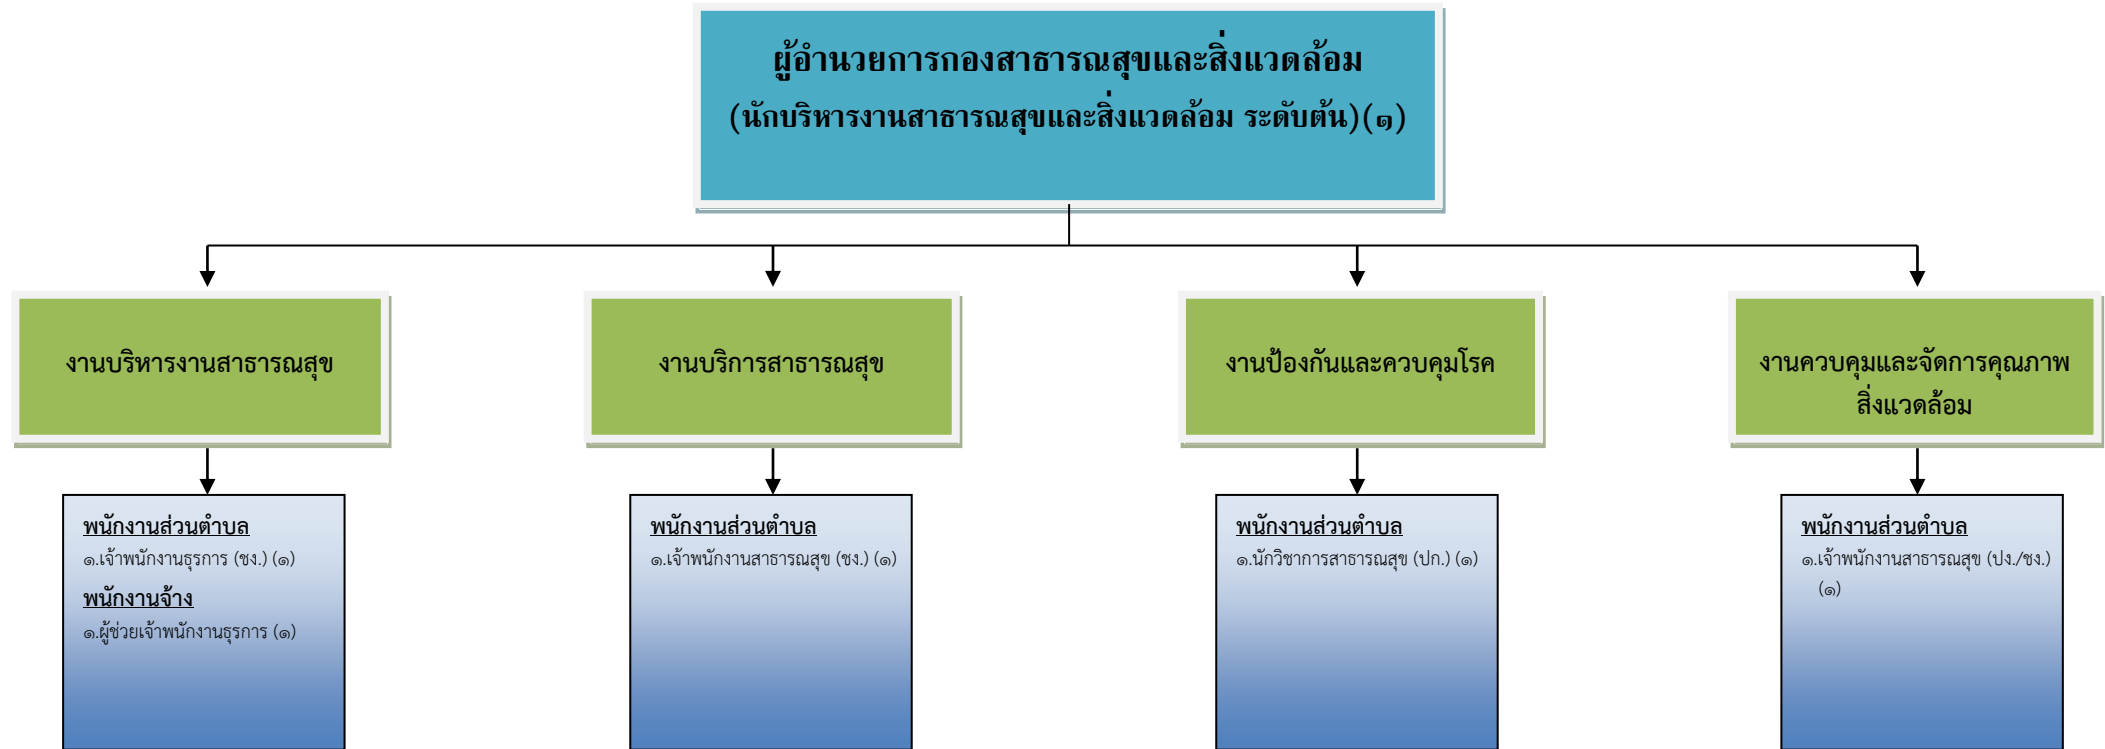 ผู้อำนวยการกองสาธารณสุขและสิ่งแวดล้อม
(นักบริหารงานสาธารณสุขและสิ่งแวดล้อม ระดับต้น)(๑)
งานบริหารงานสาธารณสุข
งานบริการสาธารณสุข
งานป้องกันและควบคุมโรค
งานควบคุมและจัดการคุณภาพ
สิ่งแวดล้อม
พนักงานส่วนตำบล
๑.เจ้าพนักงานธุรการ (ชง.) (๑)
พนักงานจ้าง
๑.ผู้ช่วยเจ้าพนักงานธุรการ (๑)
พนักงานส่วนตำบล
๑.เจ้าพนักงานสาธารณสุข (ชง.) (๑)
พนักงานส่วนตำบล
๑.นักวิชาการสาธารณสุข (ปก.) (๑)
พนักงานส่วนตำบล
๑.เจ้าพนักงานสาธารณสุข (ปง./ชง.)
(๑)